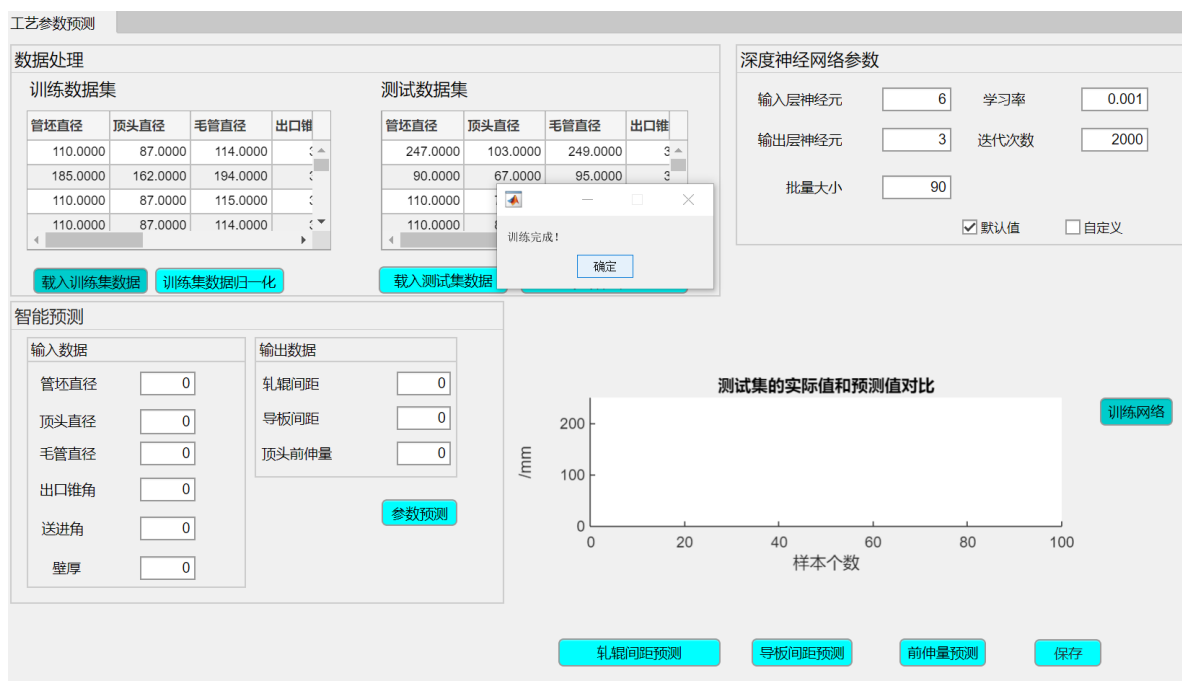 工艺参数预测
数据处理
训练数据集
管坯直径 顶头直径 毛管直径 出口锥
110.0000 87.0000 114.0000
185.0000 162.0000 194.0000
110.0000 87.0000 115.0000
110.0000 87.0000 114.0000
载入训练集数据 训练集数据归一化
测试数据集
管坯直径 顶头直径 毛管直径 出口锥
247.0000 103.0000 249.0000
90.0000 67.0000 95.0000
110.0000
110.0000
载入测试集数据
训练完成!
确定
深度神经网络参数
输入层神经元 6 学习率 0.001
输出层神经元 3 迭代次数 2000
批量大小 90
默认值 自定义
智能预测
输入数据
管坯直径 0
顶头直径 0
毛管直径 0
出口锥角 0
送进角 0
壁厚 0
输出数据
轧辊间距 0
导板间距 0
顶头前伸量 0
参数预测
测试集的实际值和预测值对比
/mm
200
100
0
0 20 40 60 80 100
样本个数
训练网络
轧辊间距预测 导板间距预测 前伸量预测 保存